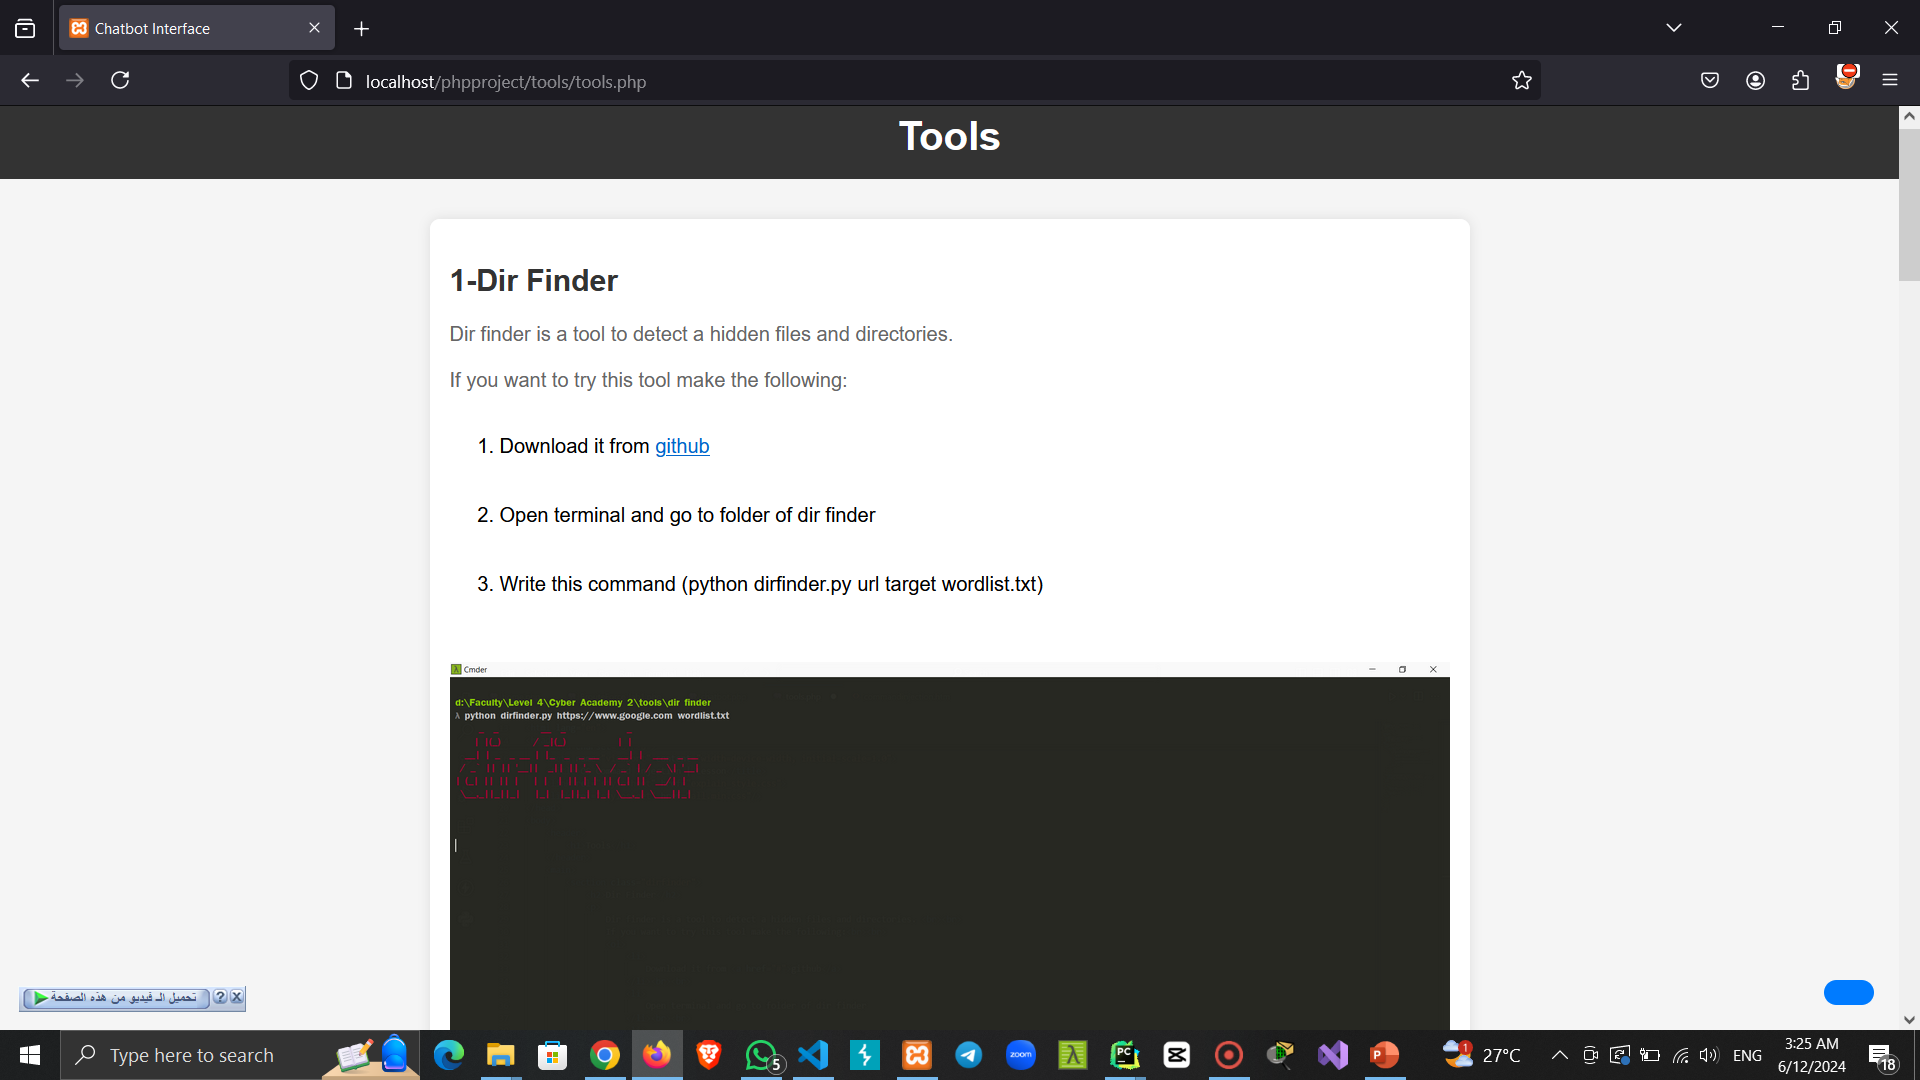 Chatbot Interface
localhost/phpproject/tools/tools.php
Tools
1-Dir Finder
Dir finder is a tool to detect a hidden files and directories.
If you want to try this tool make the following:
1. Download it from github
2. Open terminal and go to folder of dir finder
3. Write this command (python dirfinder.py url target wordlist.txt)
Cmder
d:\Faculty\Level 4\Cyber Academy 2\tools\dir finder
λ python dirfinder.py https://www.google.com wordlist.txt
dirfinder
تحميل الـ فيديو من هذه الصفحة
Type here to search
5
zoom
PC
P
1
27°C
ENG
3:25 AM
6/12/2024
18